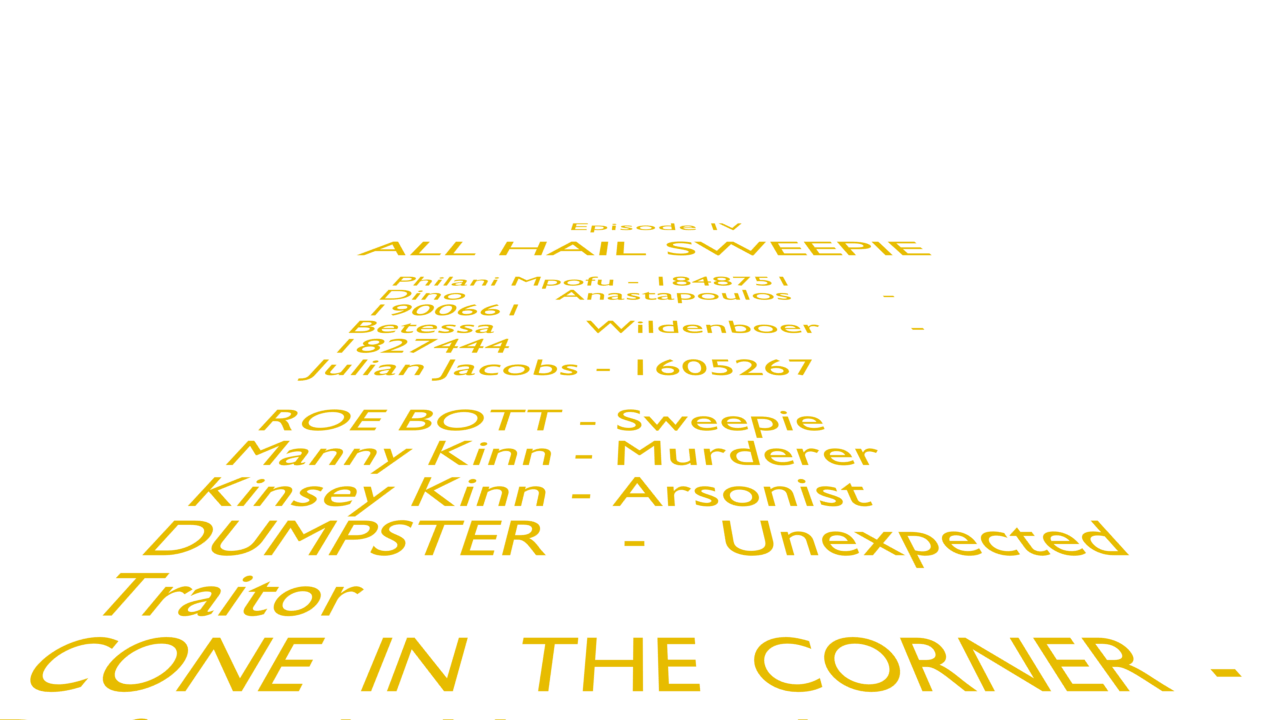 Episode IV
ALL HAIL SWEEPIE
Philani Mpofu - 1848751
Dino Anastapoulos -
1900661
Betessa Wildenboer -
1827444
Julian Jacobs - 1605267
ROE BOTT - Sweepie
Manny Kinn - Murderer
Kinsey Kinn - Arsonist
DUMPSTER - Unexpected
Traitor
CONE IN THE CORNER -